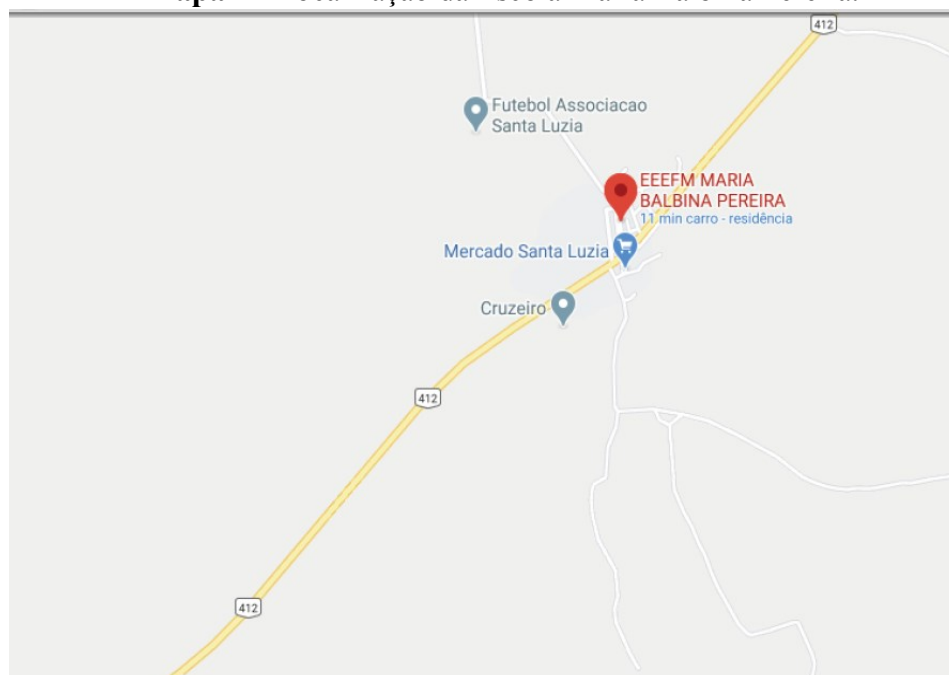 412
Futebol Associacao
Santa Luzia
EEEFM MARIA
BALBINA PEREIRA
11 min carro - residência
Mercado Santa Luzia
Cruzeiro
412
412